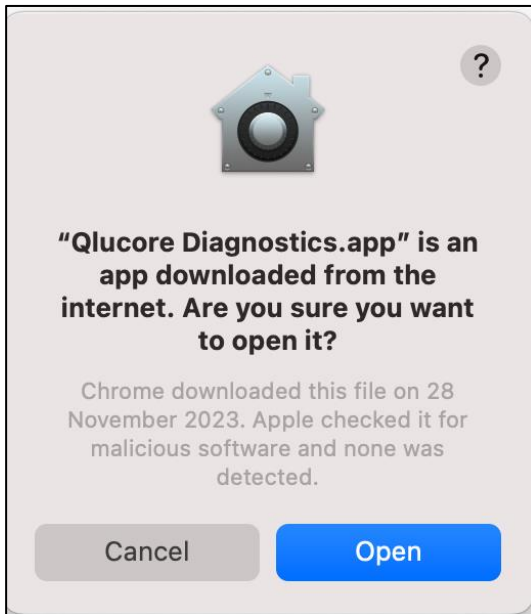 ?
“Qlucore Diagnostics.app” is an
app downloaded from the
internet. Are you sure you want
to open it?
Chrome downloaded this file on 28
November 2023. Apple checked it for
malicious software and none was
detected.
Cancel
Open